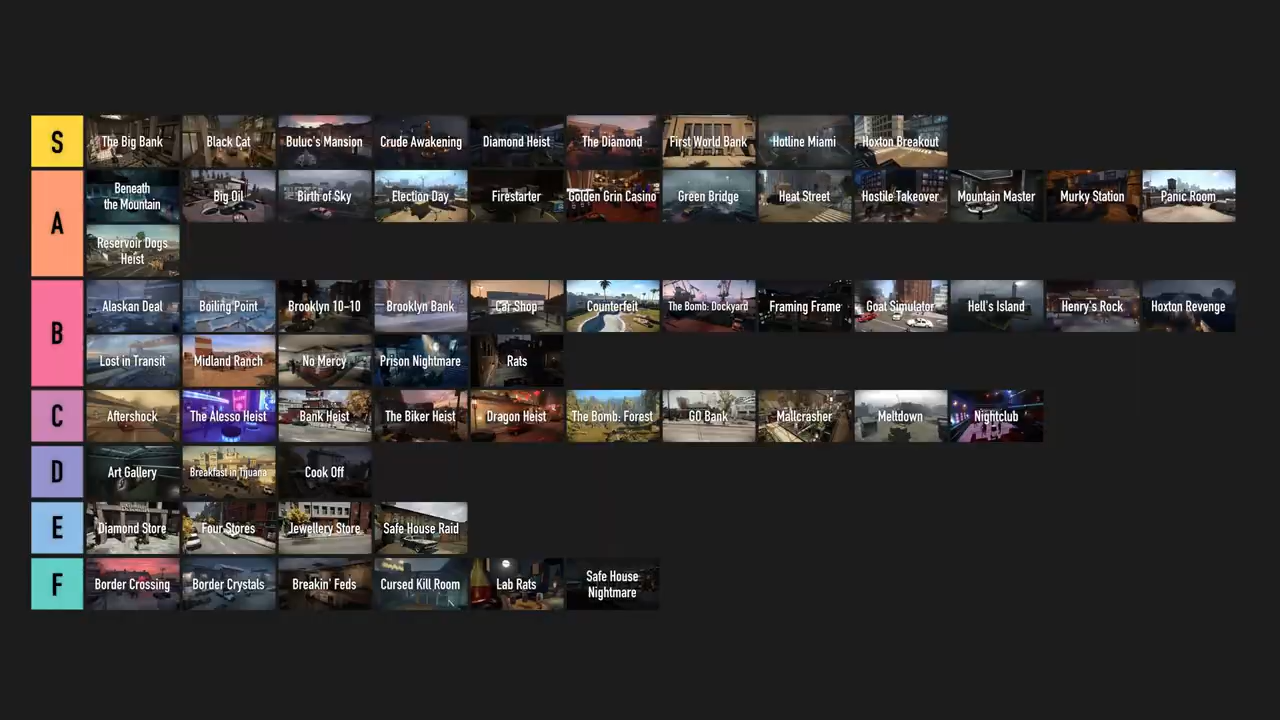 S
The Big Bank
Black Cat
Buluc's Mansion
Crude Awakening
Diamond Heist
The Diamond
First World Bank
Hotline Miami
Hoxton Breakout
A
Beneath
the Mountain
Big Oil
Birth of Sky
Election Day
Firestarter
Golden Grin Casino
Green Bridge
Heat Street
Hostile Takeover
Mountain Master
Murky Station
Panic Room
Reservoir Dogs
Heist
B
Alaskan Deal
Boiling Point
Brooklyn 10-10
Brooklyn Bank
Car Shop
Counterfeit
The Bomb: Dockyard
Framing Frame
Goat Simulator
Hell's Island
Henry's Rock
Hoxton Revenge
Lost in Transit
Midland Ranch
No Mercy
Prison Nightmare
Rats
C
Aftershock
The Alesso Heist
Bank Heist
The Biker Heist
Dragon Heist
The Bomb: Forest
GO Bank
Mallcrasher
Meltdown
Nightclub
D
Art Gallery
Breakfast in Tijuana
Cook Off
E
Diamond Store
Four Stores
Jewellery Store
Safe House Raid
F
Border Crossing
Border Crystals
Breakin' Feds
Cursed Kill Room
Lab Rats
Safe House
Nightmare